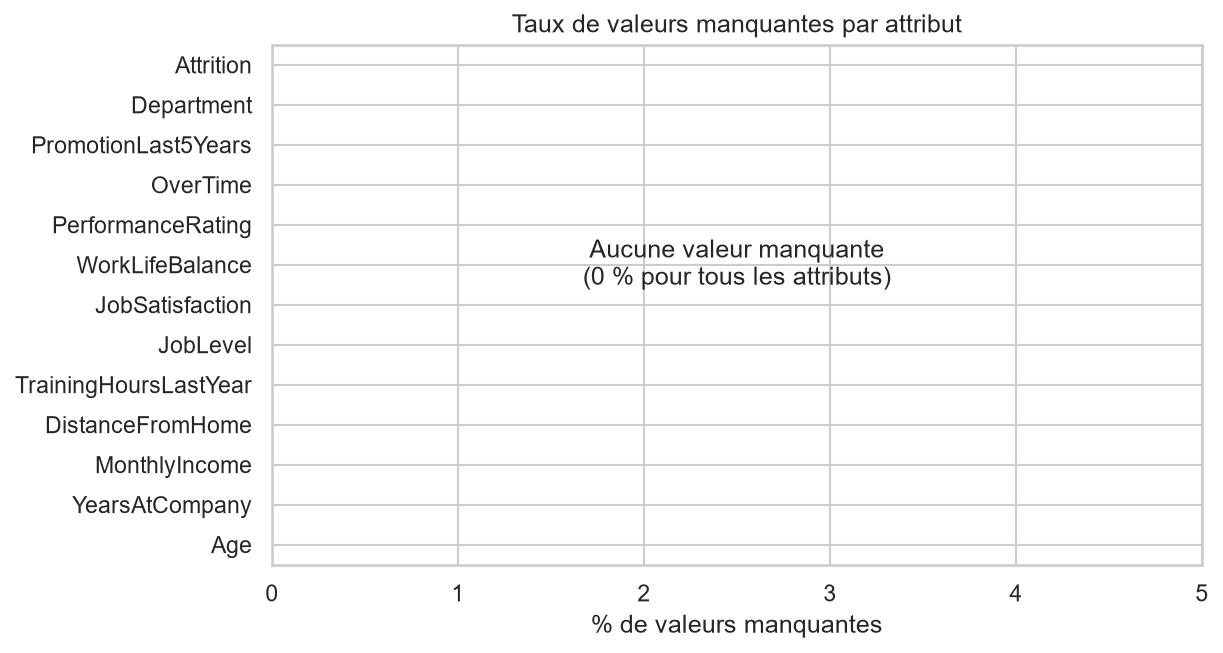 Taux de valeurs manquantes par attribut
Attrition
Department
PromotionLast5Years
OverTime
PerformanceRating
Aucune valeur manquante
WorkLifeBalance
(0 % pour tous les attributs)
JobSatisfaction
JobLevel
TrainingHoursLastYear
DistanceFromHome
MonthlyIncome
YearsAtCompany
Age
0 1 2 3 4 5
% de valeurs manquantes